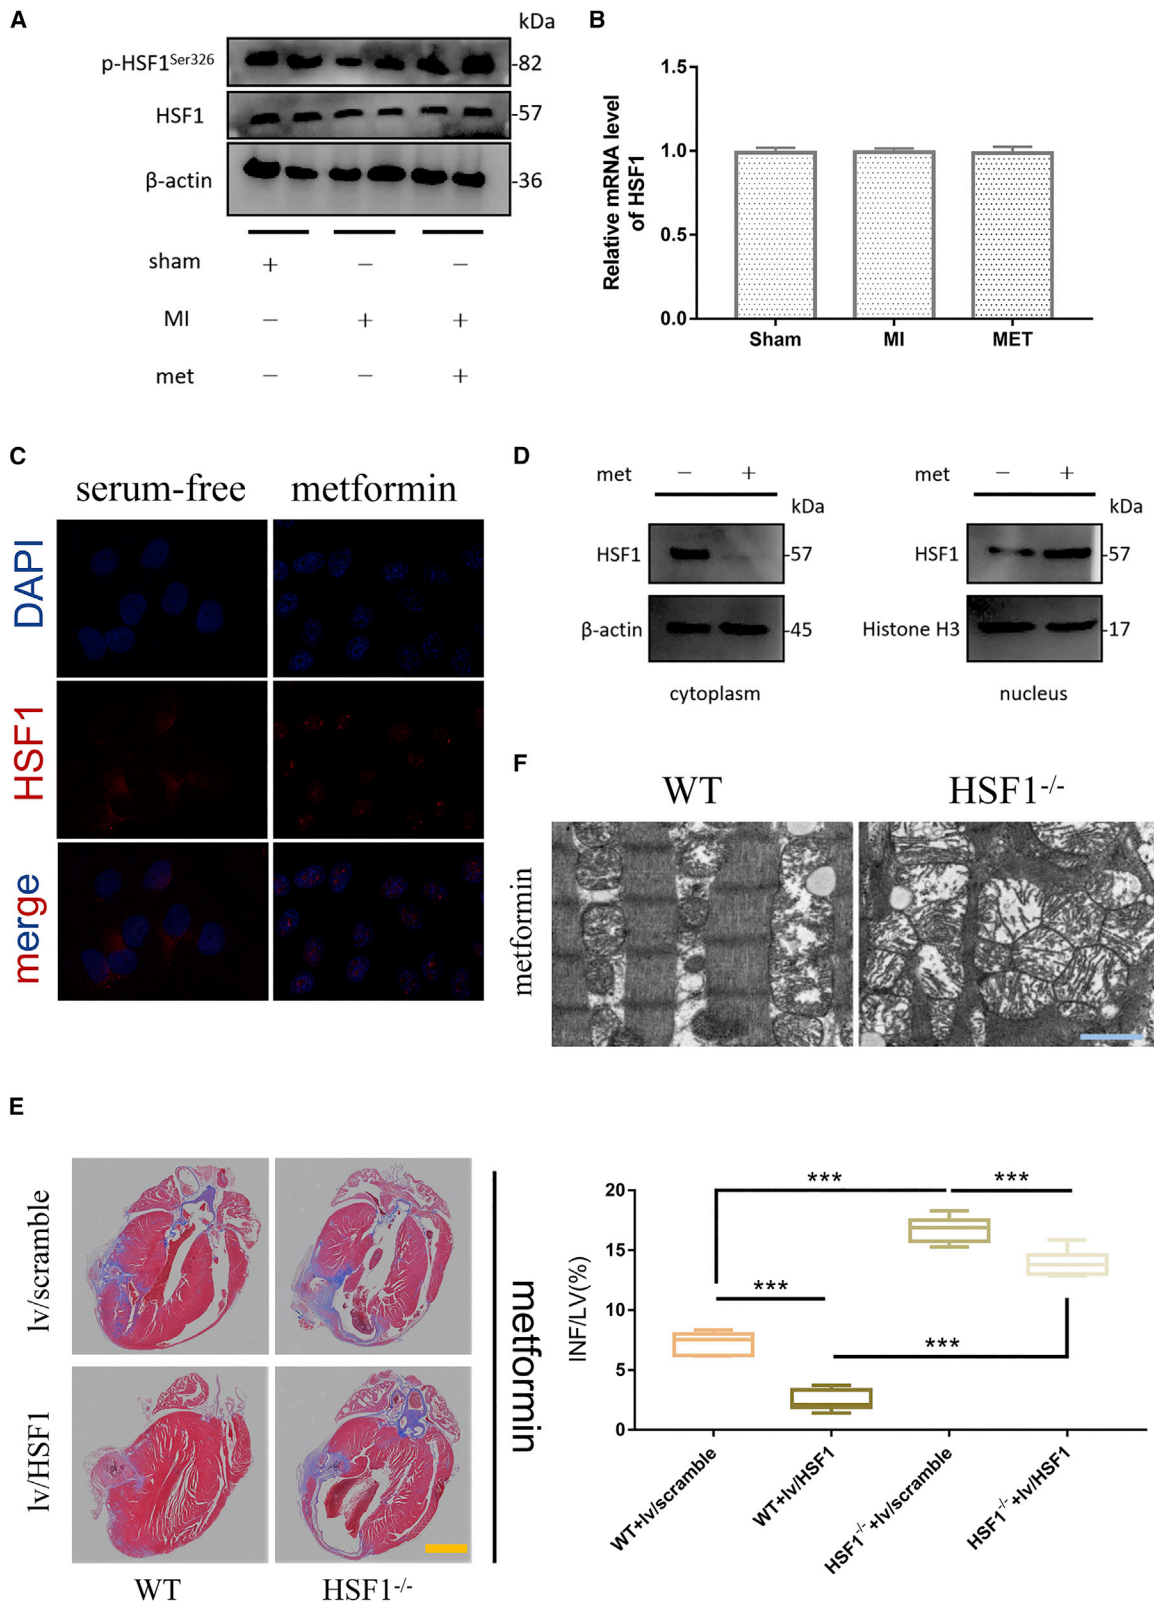 A
kDa
p-HSF1Ser326
-82
HSF1
-57
β-actin
-36
sham + − −
MI − + +
met − − +
B
Relative mRNA level
of HSF1
1.5
1.0
0.5
0.0
Sham MI MET
C
serum-free metformin
DAPI
HSF1
merge
D
met − +
kDa
HSF1 -57
β-actin -45
cytoplasm
met − +
kDa
HSF1 -57
Histone H3 -17
nucleus
F
WT HSF1-/-
metformin
E
lv/scramble
lv/HSF1
WT HSF1-/-
metformin
INF/LV(%)
20
15
10
5
0
*** ***
***
***
WT+lv/scramble
WT+lv/HSF1
HSF1-/-+lv/scramble
HSF1-/-+lv/HSF1